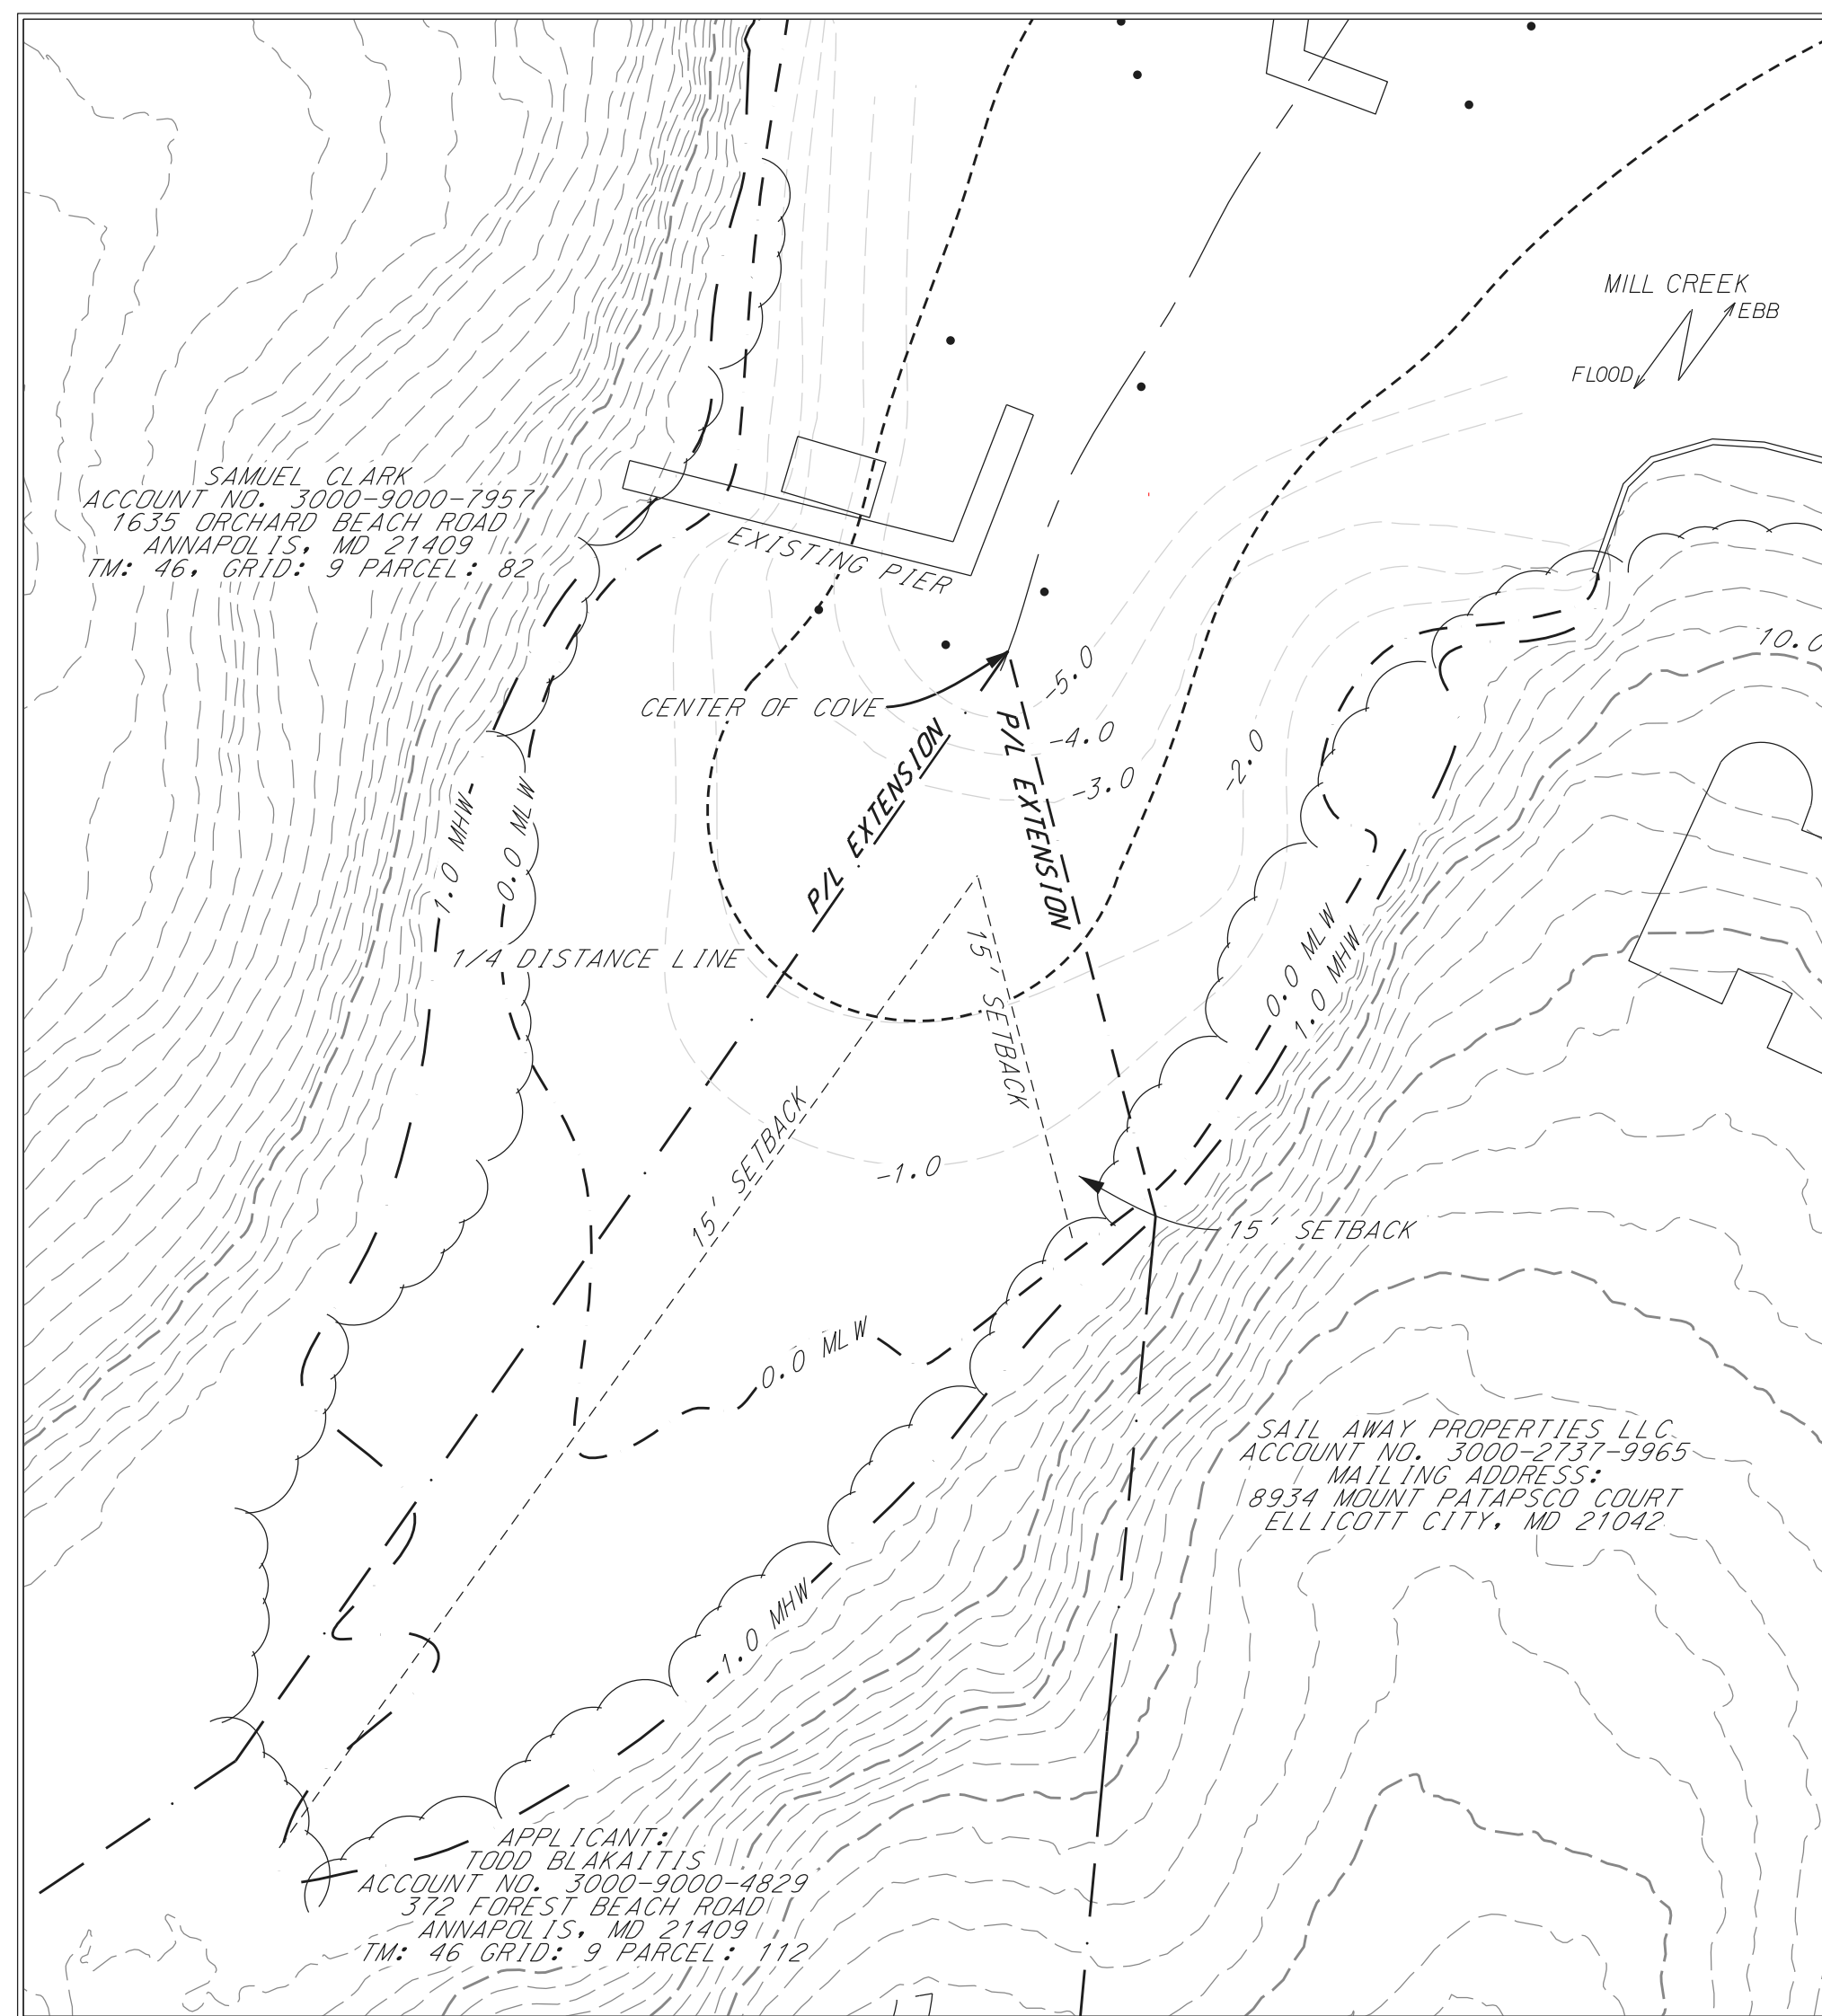 MILL CREEK
EBB
FLOOD
SAMUEL CLARK
ACCOUNT NO. 3000-9000-7957
1635 ORCHARD BEACH ROAD
ANNAPOLIS, MD 21409
TM: 46, GRID: 9 PARCEL: 82
EXISTING PIER
10.0
CENTER OF COVE
-5.0
-4.0
-3.0
-2.0
P/L EXTENSION
P/L EXTENSION
1.0 MHW
0.0 MLW
1/4 DISTANCE LINE
15' SETBACK
0.0 MLW
1.0 MHW
15' SETBACK
-1.0
15' SETBACK
0.0 MLW
SAIL AWAY PROPERTIES LLC
ACCOUNT NO. 3000-2737-9965
MAILING ADDRESS:
8934 MOUNT PATAPSCO COURT
ELLICOTT CITY, MD 21042
1.0 MHW
APPLICANT:
TODD BLAKAITIS
ACCOUNT NO. 3000-9000-4829
372 FOREST BEACH ROAD
ANNAPOLIS, MD 21409
TM: 46 GRID: 9 PARCEL: 112